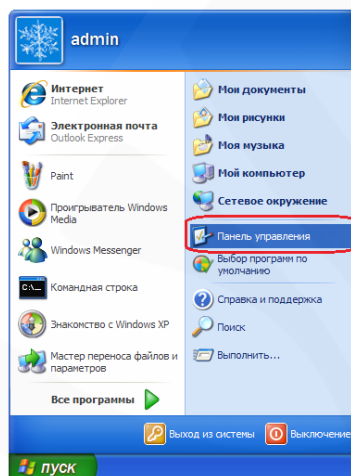 admin
Интернет
Internet Explorer
Электронная почта
Outlook Express
Paint
Проигрыватель Windows
Media
Windows Messenger
C:\_
Командная строка
Знакомство с Windows XP
Мастер переноса файлов и
параметров
Все программы
Мои документы
Мои рисунки
Моя музыка
Мой компьютер
Сетевое окружение
Панель управления
Выбор программ по
умолчанию
Справка и поддержка
Поиск
Выполнить...
Выход из системы
Выключение
пуск